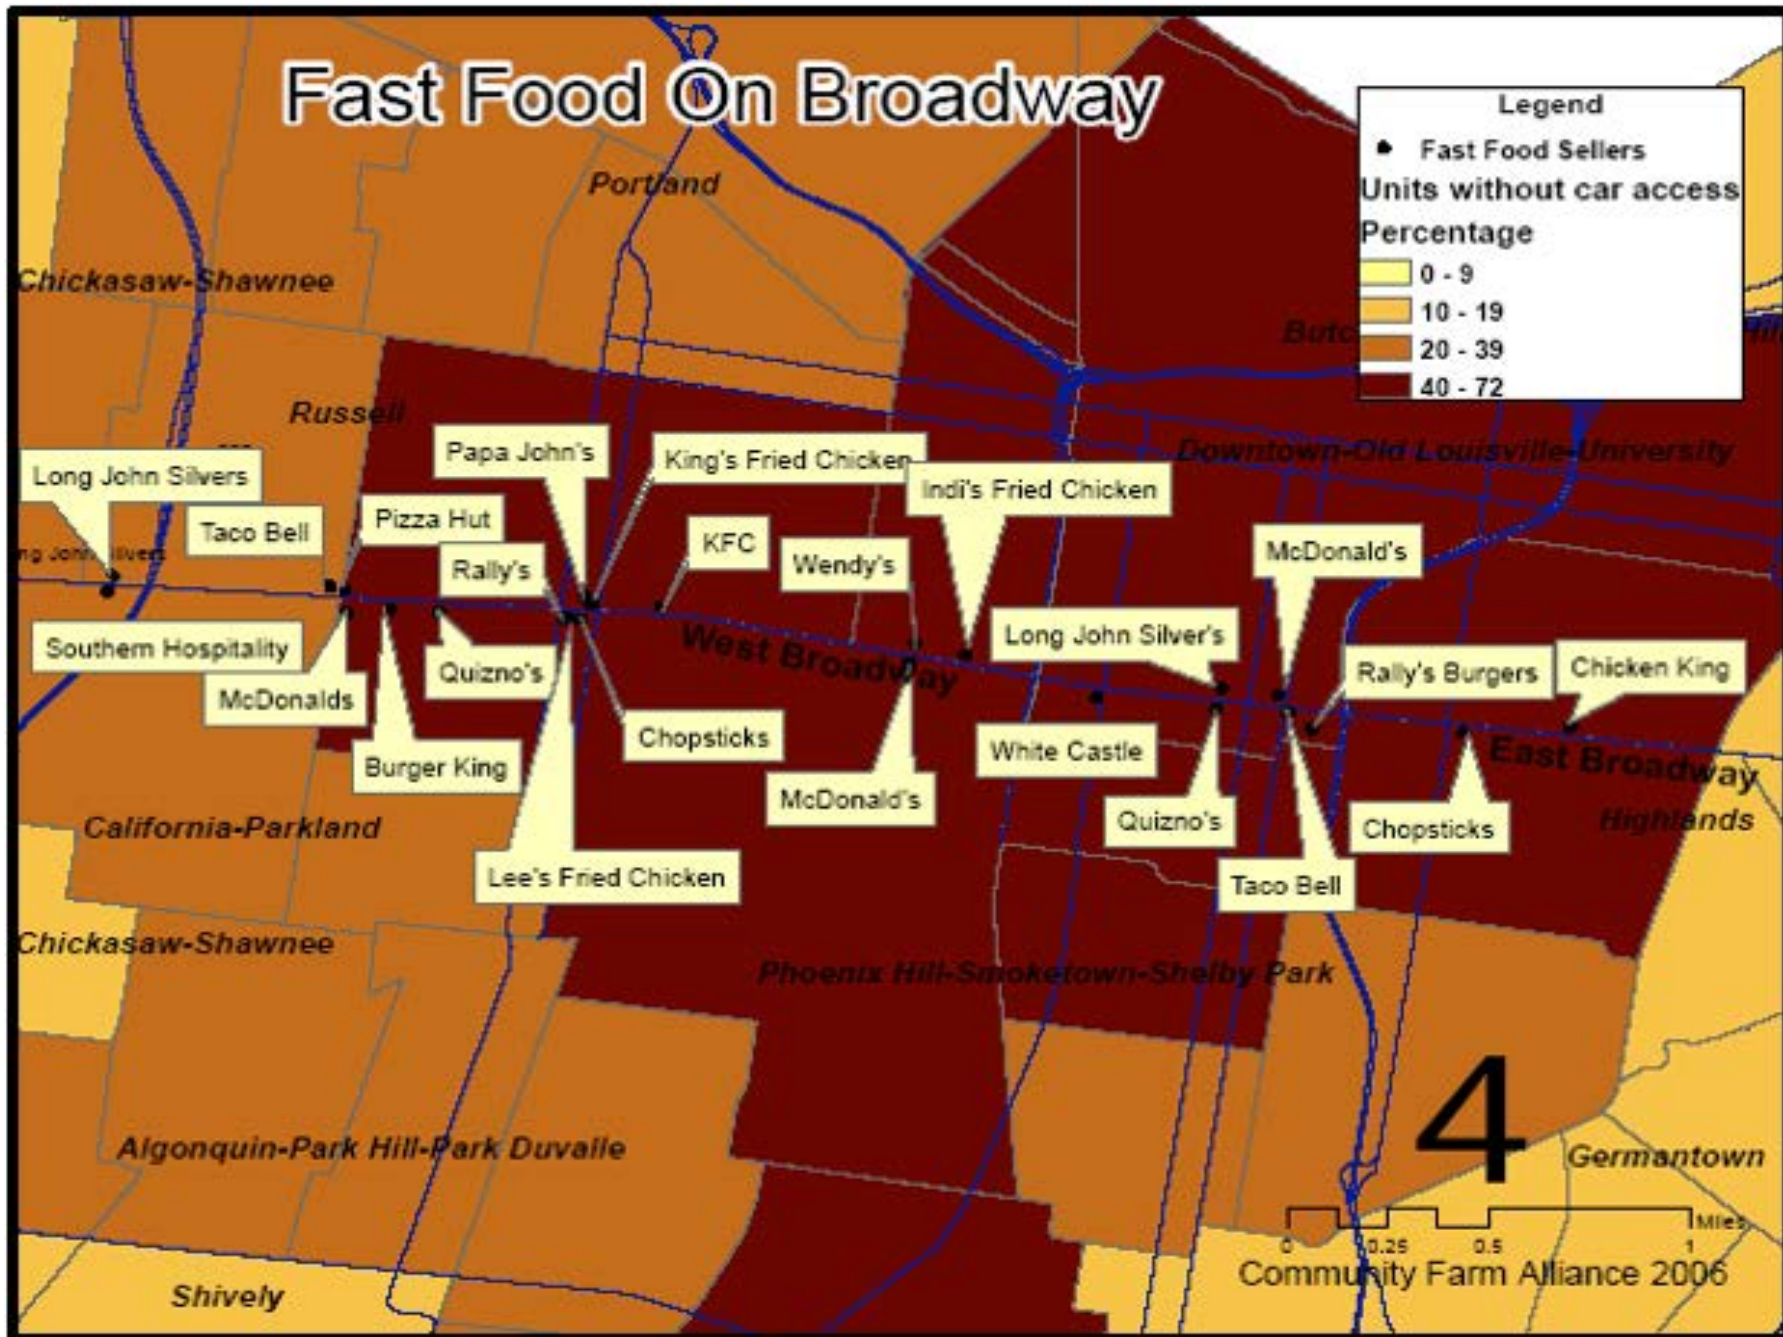 Fast Food On Broadway
Legend
Fast Food Sellers
Units without car access
Percentage
0 - 9
10 - 19
20 - 39
40 - 72
Portland
Chickasaw-Shawnee
Russell
Downtown-Old Louisville-University
Long John Silvers
Taco Bell
Pizza Hut
Papa John's
King's Fried Chicken
Indi's Fried Chicken
Rally's
KFC
Wendy's
McDonald's
Southern Hospitality
McDonalds
Quizno's
Burger King
Chopsticks
Lee's Fried Chicken
West Broadway
McDonald's
Long John Silver's
White Castle
Quizno's
Rally's Burgers
Chicken King
East Broadway
Chopsticks
Taco Bell
Highlands
California-Parkland
Chickasaw-Shawnee
Phoenix Hill-Smoketown-Shelby Park
4
Algonquin-Park Hill-Park Duvalle
Germantown
Shively
Miles
0 0.25 0.5 1
Community Farm Alliance 2006